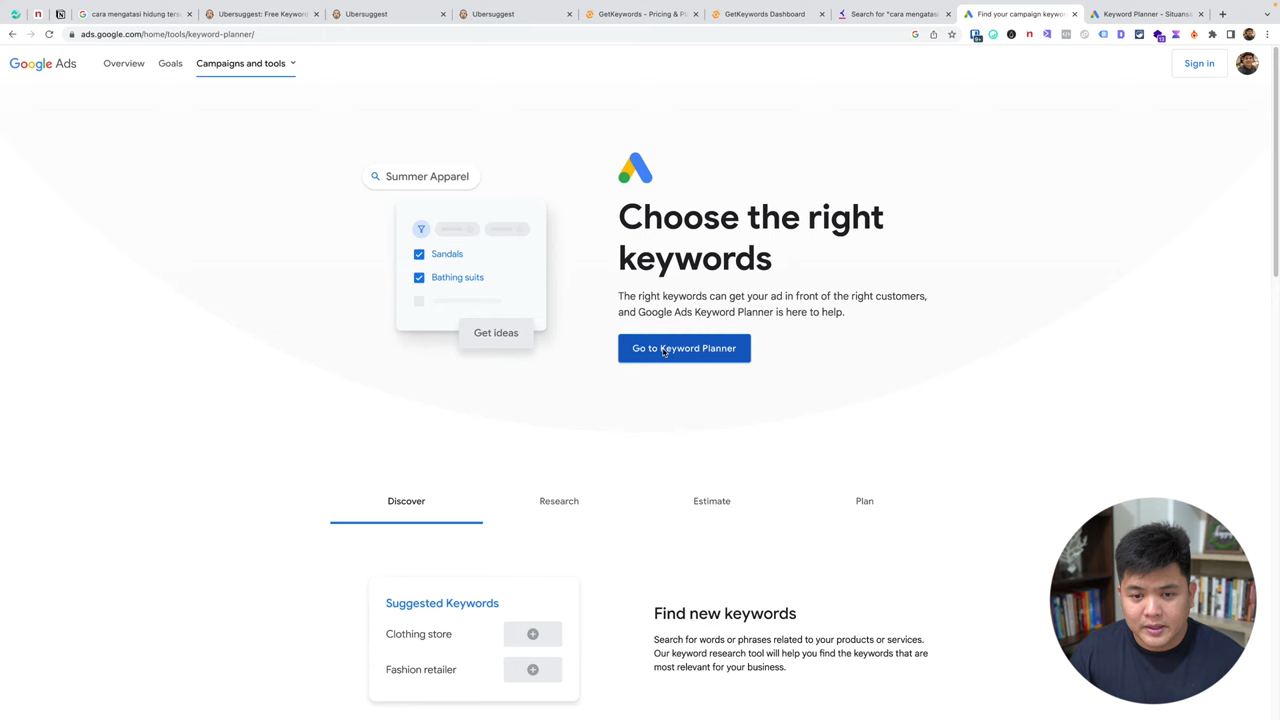 cara mengatasi hidung ters
Ubersuggest: Free Keyword
Ubersuggest
Ubersuggest
GetKeywords - Pricing & Pl
GetKeywords Dashboard
Search for "cara mengatasi
Find your campaign keywor
Keyword Planner - Situansa
ads.google.com/home/tools/keyword-planner/
Google Ads
Overview
Goals
Campaigns and tools
Sign in
Summer Apparel
Sandals
Bathing suits
Get ideas
Choose the right
keywords
The right keywords can get your ad in front of the right customers,
and Google Ads Keyword Planner is here to help.
Go to Keyword Planner
Discover
Research
Estimate
Plan
Suggested Keywords
Clothing store
Fashion retailer
Find new keywords
Search for words or phrases related to your products or services.
Our keyword research tool will help you find the keywords that are
most relevant for your business.